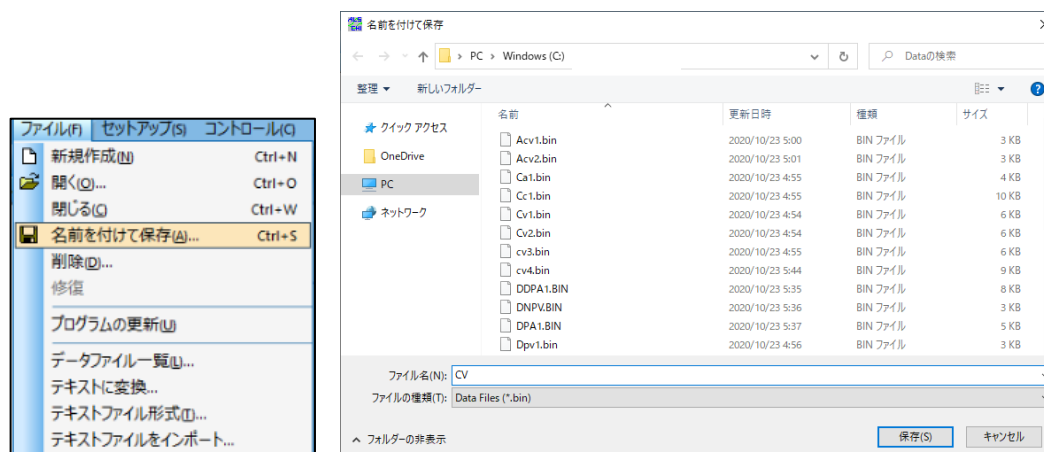 ファイル(F) セットアップ(S) コントロール(C)
新規作成(N) Ctrl+N
開く(O)... Ctrl+O
閉じる(C) Ctrl+W
名前を付けて保存(A)... Ctrl+S
削除(D)...
修復
プログラムの更新(U)
データファイル一覧(L)...
テキストに変換...
テキストファイル形式(T)...
テキストファイルをインポート...
名前を付けて保存
PC › Windows (C:)
Dataの検索
整理 新しいフォルダー
名前 更新日時 種類 サイズ
クイック アクセス
OneDrive
PC
ネットワーク
Acv1.bin 2020/10/23 5:00 BIN ファイル 3 KB
Acv2.bin 2020/10/23 5:01 BIN ファイル 3 KB
Ca1.bin 2020/10/23 4:55 BIN ファイル 4 KB
Cc1.bin 2020/10/23 4:55 BIN ファイル 10 KB
Cv1.bin 2020/10/23 4:54 BIN ファイル 6 KB
Cv2.bin 2020/10/23 4:54 BIN ファイル 6 KB
cv3.bin 2020/10/23 4:55 BIN ファイル 6 KB
cv4.bin 2020/10/23 5:44 BIN ファイル 9 KB
DDPA1.BIN 2020/10/23 5:35 BIN ファイル 8 KB
DNPV.BIN 2020/10/23 5:36 BIN ファイル 3 KB
DPA1.BIN 2020/10/23 5:37 BIN ファイル 5 KB
Dpv1.bin 2020/10/23 4:56 BIN ファイル 3 KB
ファイル名(N): CV
ファイルの種類(T): Data Files (*.bin)
フォルダーの非表示 保存(S) キャンセル